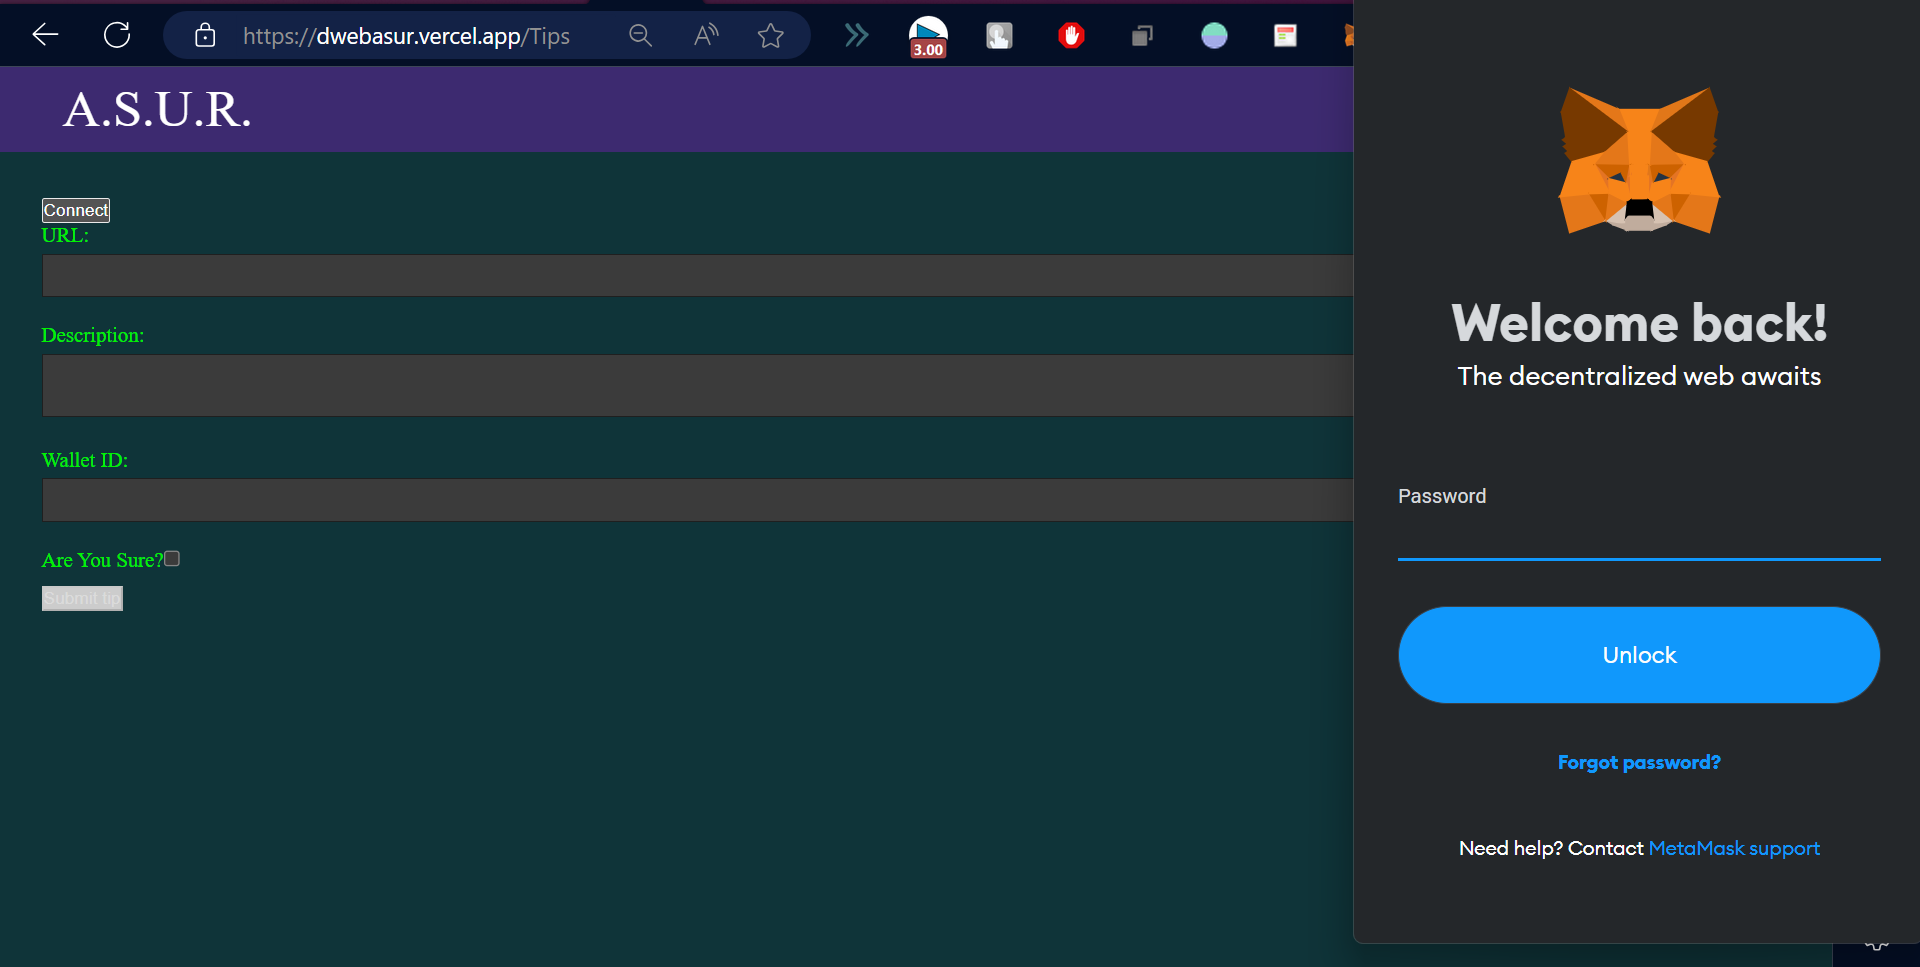 https://dwebasur.vercel.app/Tips
3.00
A.S.U.R.
Connect
URL:
Description:
Wallet ID:
Are You Sure?
Submit tip
Welcome back!
The decentralized web awaits
Password
Unlock
Forgot password?
Need help? Contact MetaMask support